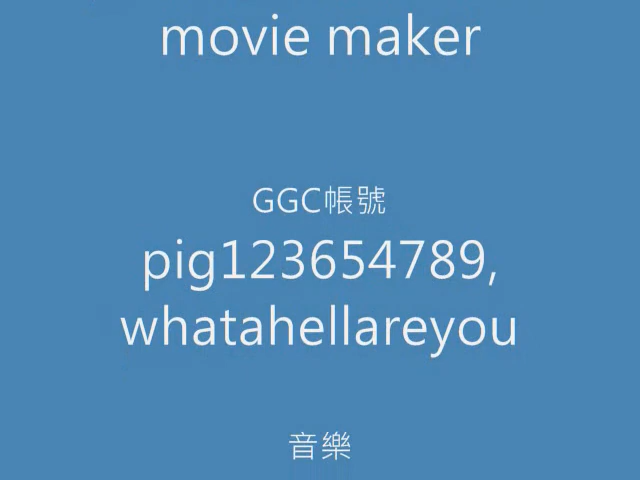 movie maker
GGC帳號
pig123654789,
whatahellareyou
音樂